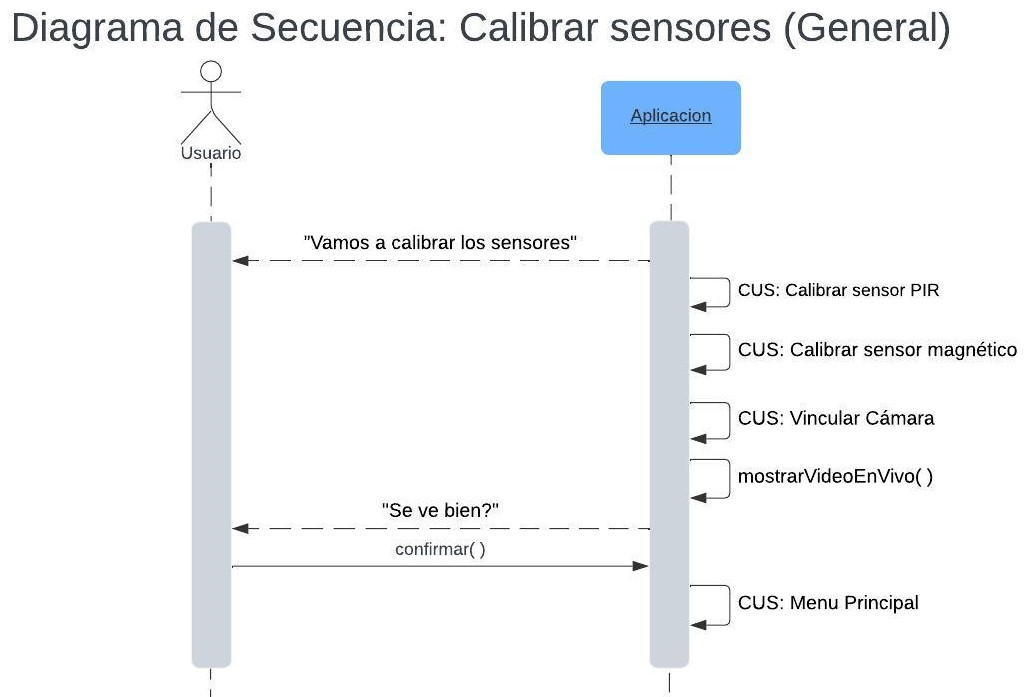 Diagrama de Secuencia: Calibrar sensores (General)
Usuario
Aplicacion
"Vamos a calibrar los sensores"
CUS: Calibrar sensor PIR
CUS: Calibrar sensor magnético
CUS: Vincular Cámara
mostrarVideoEnVivo( )
"Se ve bien?"
confirmar( )
CUS: Menu Principal